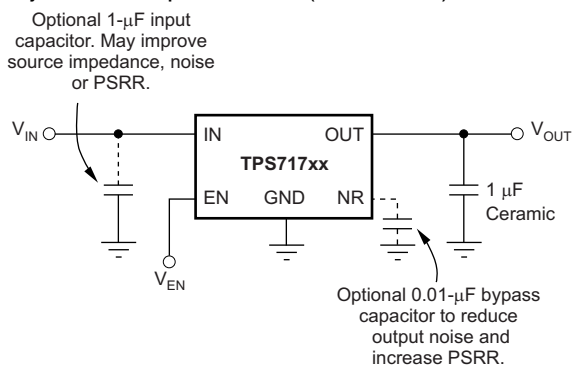 Optional 1-μF input
capacitor. May improve
source impedance, noise
or PSRR.
V_IN
IN
OUT
V_OUT
TPS717xx
EN
GND
NR
1 μF
Ceramic
V_EN
Optional 0.01-μF bypass
capacitor to reduce
output noise and
increase PSRR.